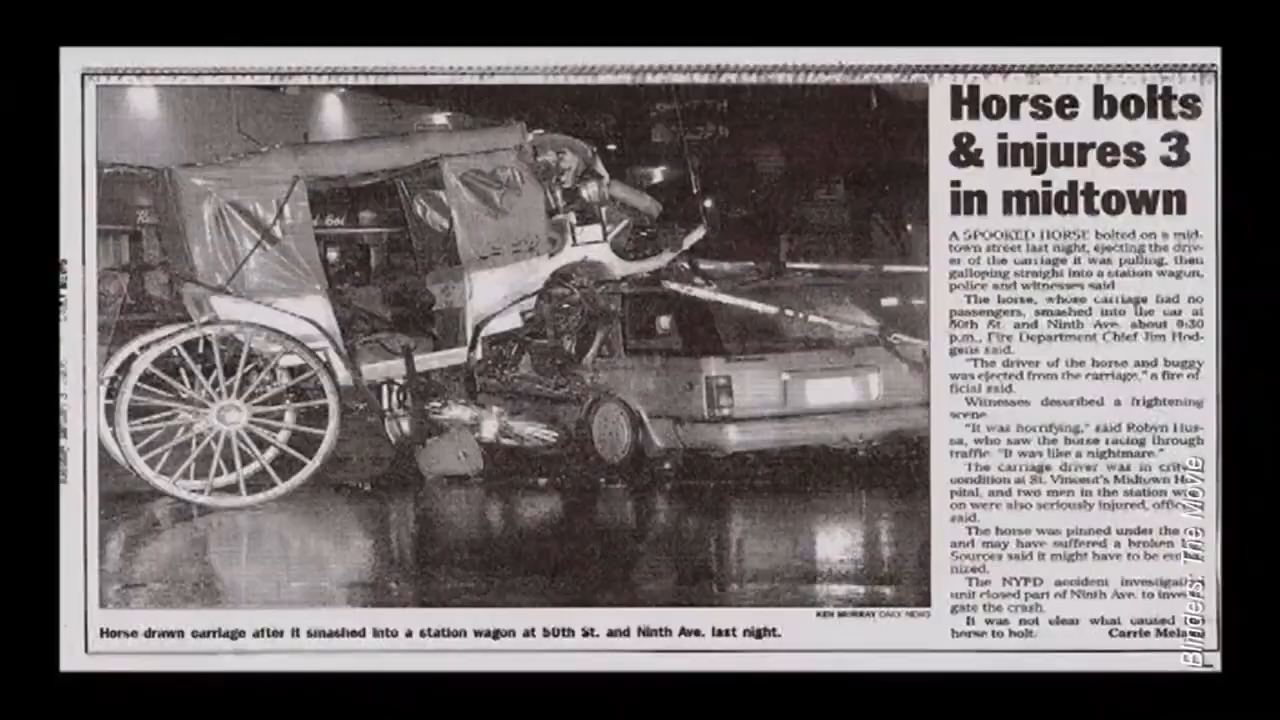 Horse bolts
& injures 3
in midtown
A SPOOKED HORSE bolted on a mid-
town street last night, ejecting the driv-
er of the carriage it was pulling, then
galloping straight into a station wagon,
police and witnesses said
The horse, whose carriage had no
passengers, smashed into the car at
50th St. and Ninth Ave. about 9:30
p.m., Fire Department Chief Jim Hod-
gens said.
"The driver of the horse and buggy
was ejected from the carriage," a fire of-
ficial said.
Witnesses described a frightening
scene.
"It was horrifying," said Robyn Hus-
sa, who saw the horse racing through
traffic. "It was like a nightmare."
The carriage driver was in
condition at St. Vincent's Midtown
pital, and two men in the station
on were also seriously injured,
said.
The horse was pinned under the
and may have suffered a broken
Sources said it might have to be
nized.
The NYPD accident
unit closed part of Ninth Ave. to
gate the crash.
It was not clear what caused
horse to bolt. Carrie
KEN MURRAY DAILY NEWS
Horse drawn carriage after it smashed into a station wagon at 50th St. and Ninth Ave. last night.
Blinders: The Movie